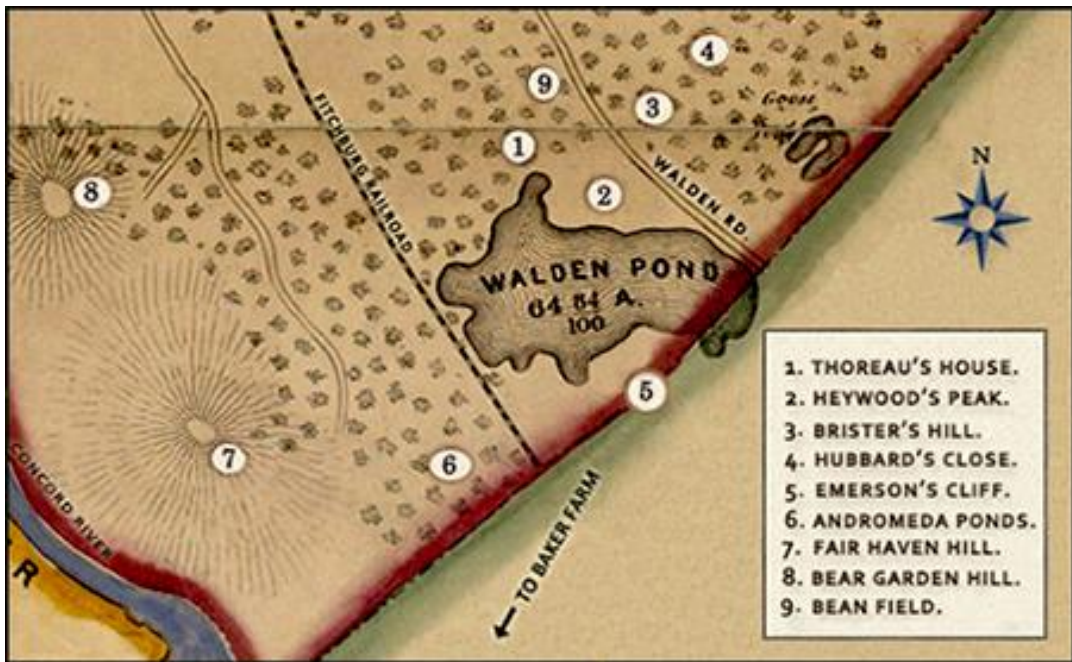 4
9
Goose
3
FITCHBURG RAILROAD
1
WALDEN RD.
N
8
2
WALDEN POND
64 84 A.
100
5
7
6
CONCORD RIVER
R
← TO BAKER FARM
1. THOREAU'S HOUSE.
2. HEYWOOD'S PEAK.
3. BRISTER'S HILL.
4. HUBBARD'S CLOSE.
5. EMERSON'S CLIFF.
6. ANDROMEDA PONDS.
7. FAIR HAVEN HILL.
8. BEAR GARDEN HILL.
9. BEAN FIELD.